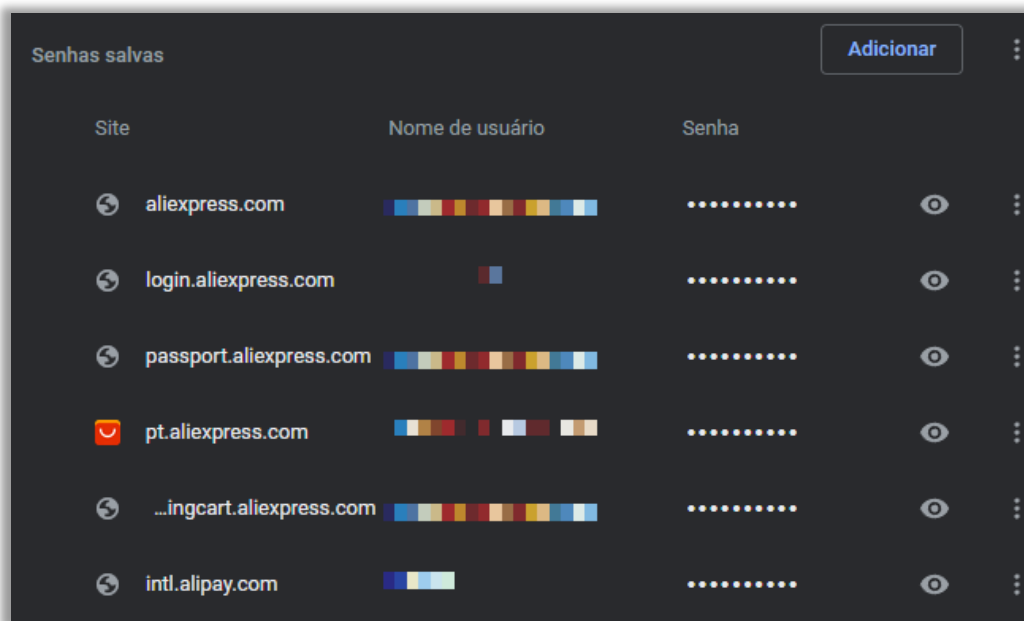 Senhas salvas Adicionar
Site Nome de usuário Senha
aliexpress.com ••••••••••
login.aliexpress.com ••••••••••
passport.aliexpress.com ••••••••••
pt.aliexpress.com ••••••••••
...ingcart.aliexpress.com ••••••••••
intl.alipay.com ••••••••••